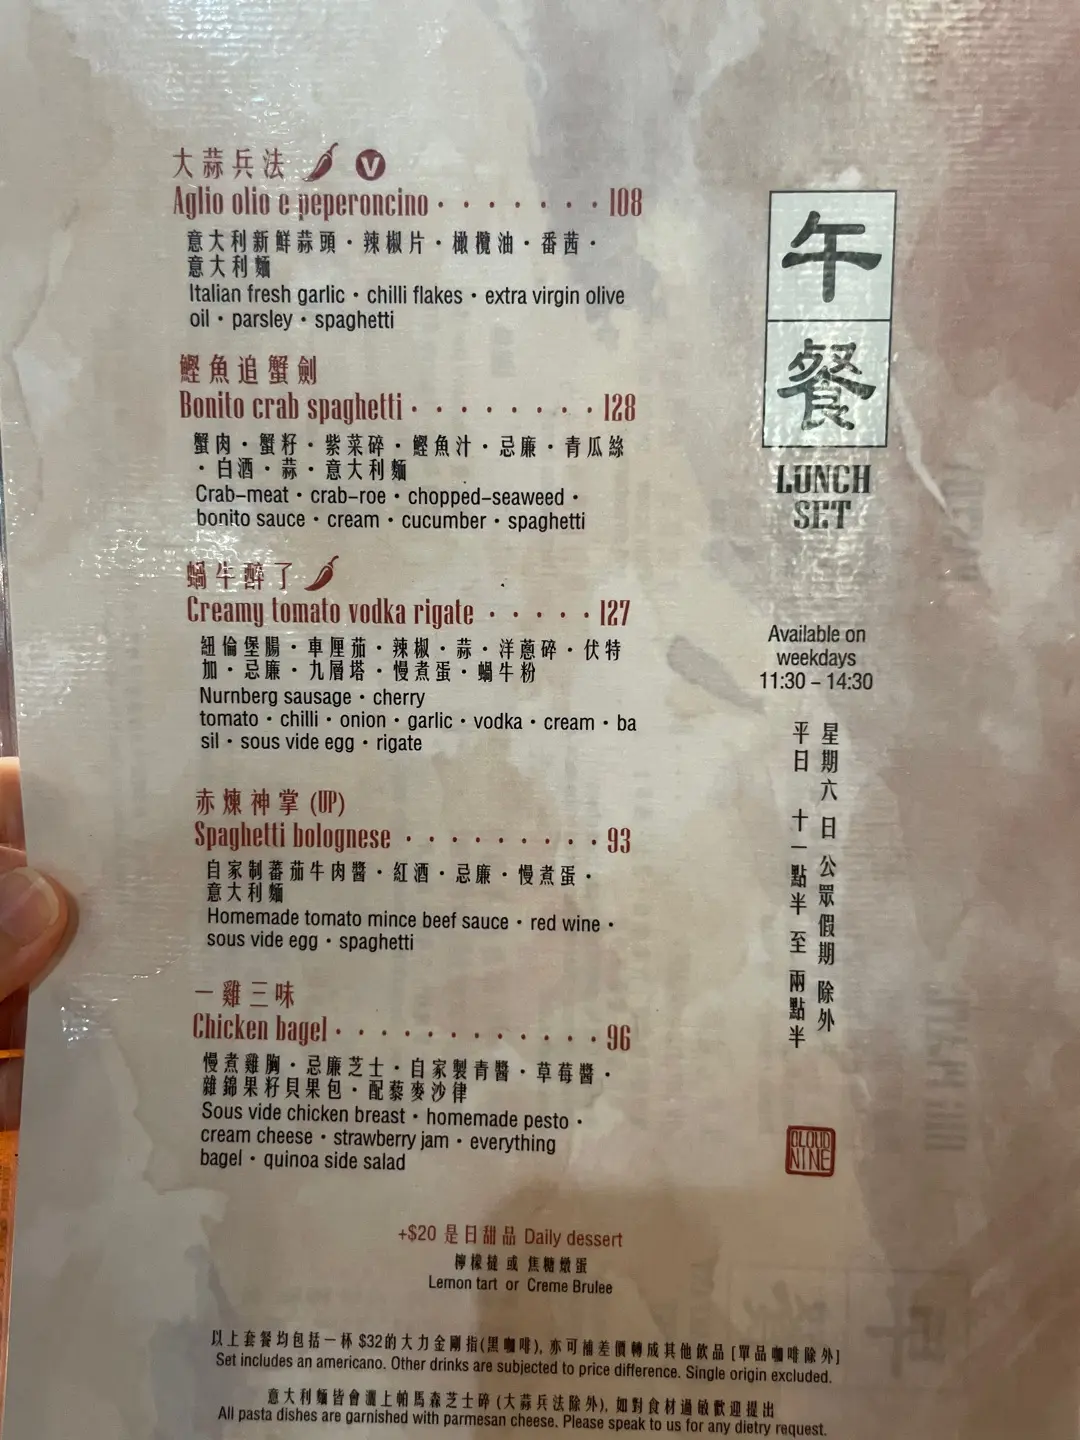 大蒜兵法 V
Aglio olio e peperoncino · · · · · · · 108
意大利新鮮蒜頭・辣椒片・橄欖油・番茜・
意大利麵
Italian fresh garlic • chilli flakes • extra virgin olive
oil • parsley • spaghetti
鰹魚追蟹劍
Bonito crab spaghetti · · · · · · · · 128
蟹肉・蟹籽・紫菜碎・鰹魚汁・忌廉・青瓜絲
・白酒・蒜・意大利麵
Crab-meat • crab-roe • chopped-seaweed •
bonito sauce • cream • cucumber • spaghetti
蝸牛醉了
Creamy tomato vodka rigate · · · · · 127
紐倫堡腸・車厘茄・辣椒・蒜・洋蔥碎・伏特
加・忌廉・九層塔・慢煮蛋・蝸牛粉
Nurnberg sausage • cherry
tomato • chilli • onion • garlic • vodka • cream • ba
sil • sous vide egg • rigate
赤煉神掌 (UP)
Spaghetti bolognese · · · · · · · · · 93
自家制蕃茄牛肉醬・紅酒・忌廉・慢煮蛋・
意大利麵
Homemade tomato mince beef sauce • red wine •
sous vide egg • spaghetti
一雞三味
Chicken bagel · · · · · · · · · · · · 96
慢煮雞胸・忌廉芝士・自家製青醬・草莓醬・
雜錦果籽貝果包・配藜麥沙律
Sous vide chicken breast • homemade pesto •
cream cheese • strawberry jam • everything
bagel • quinoa side salad
+$20 是日甜品 Daily dessert
檸檬撻 或 焦糖燉蛋
Lemon tart or Creme Brulee
以上套餐均包括一杯 $32的大力金剛指(黑咖啡), 亦可補差價轉成其他飲品 [單品咖啡除外]
Set includes an americano. Other drinks are subjected to price difference. Single origin excluded.
意大利麵皆會灑上帕馬森芝士碎 (大蒜兵法除外), 如對食材過敏歡迎提出
All pasta dishes are garnished with parmesan cheese. Please speak to us for any dietry request.
午餐
LUNCH
SET
Available on
weekdays
11:30 – 14:30
星期六 日 公眾假期 除外
平日 十一點半 至 兩點半
CLOUD
NINE